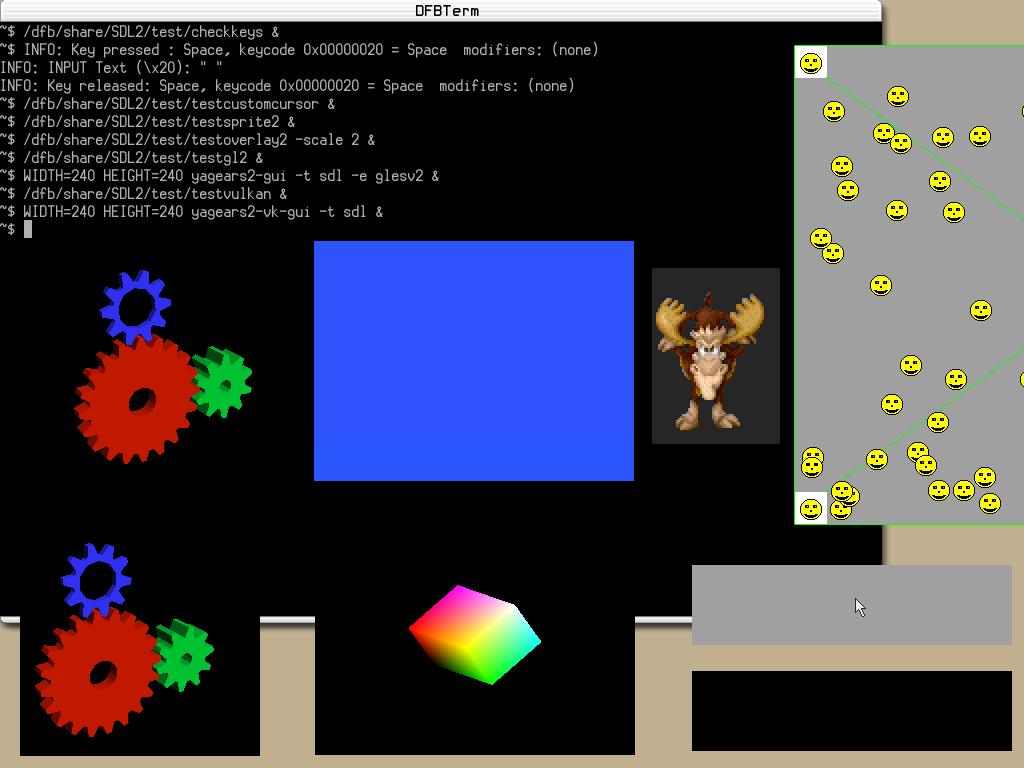 DFBTerm
~$ /dfb/share/SDL2/test/checkkeys &
~$ INFO: Key pressed : Space, keycode 0x00000020 = Space  modifiers: (none)
INFO: INPUT Text (\x20): " "
INFO: Key released: Space, keycode 0x00000020 = Space  modifiers: (none)
~$ /dfb/share/SDL2/test/testcustomcursor &
~$ /dfb/share/SDL2/test/testsprite2 &
~$ /dfb/share/SDL2/test/testoverlay2 -scale 2 &
~$ /dfb/share/SDL2/test/testgl2 &
~$ WIDTH=240 HEIGHT=240 yagears2-gui -t sdl -e glesv2 &
~$ /dfb/share/SDL2/test/testvulkan &
~$ WIDTH=240 HEIGHT=240 yagears2-vk-gui -t sdl &
~$